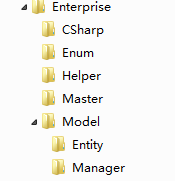 Enterprise
CSharp
Enum
Helper
Master
Model
Entity
Manager